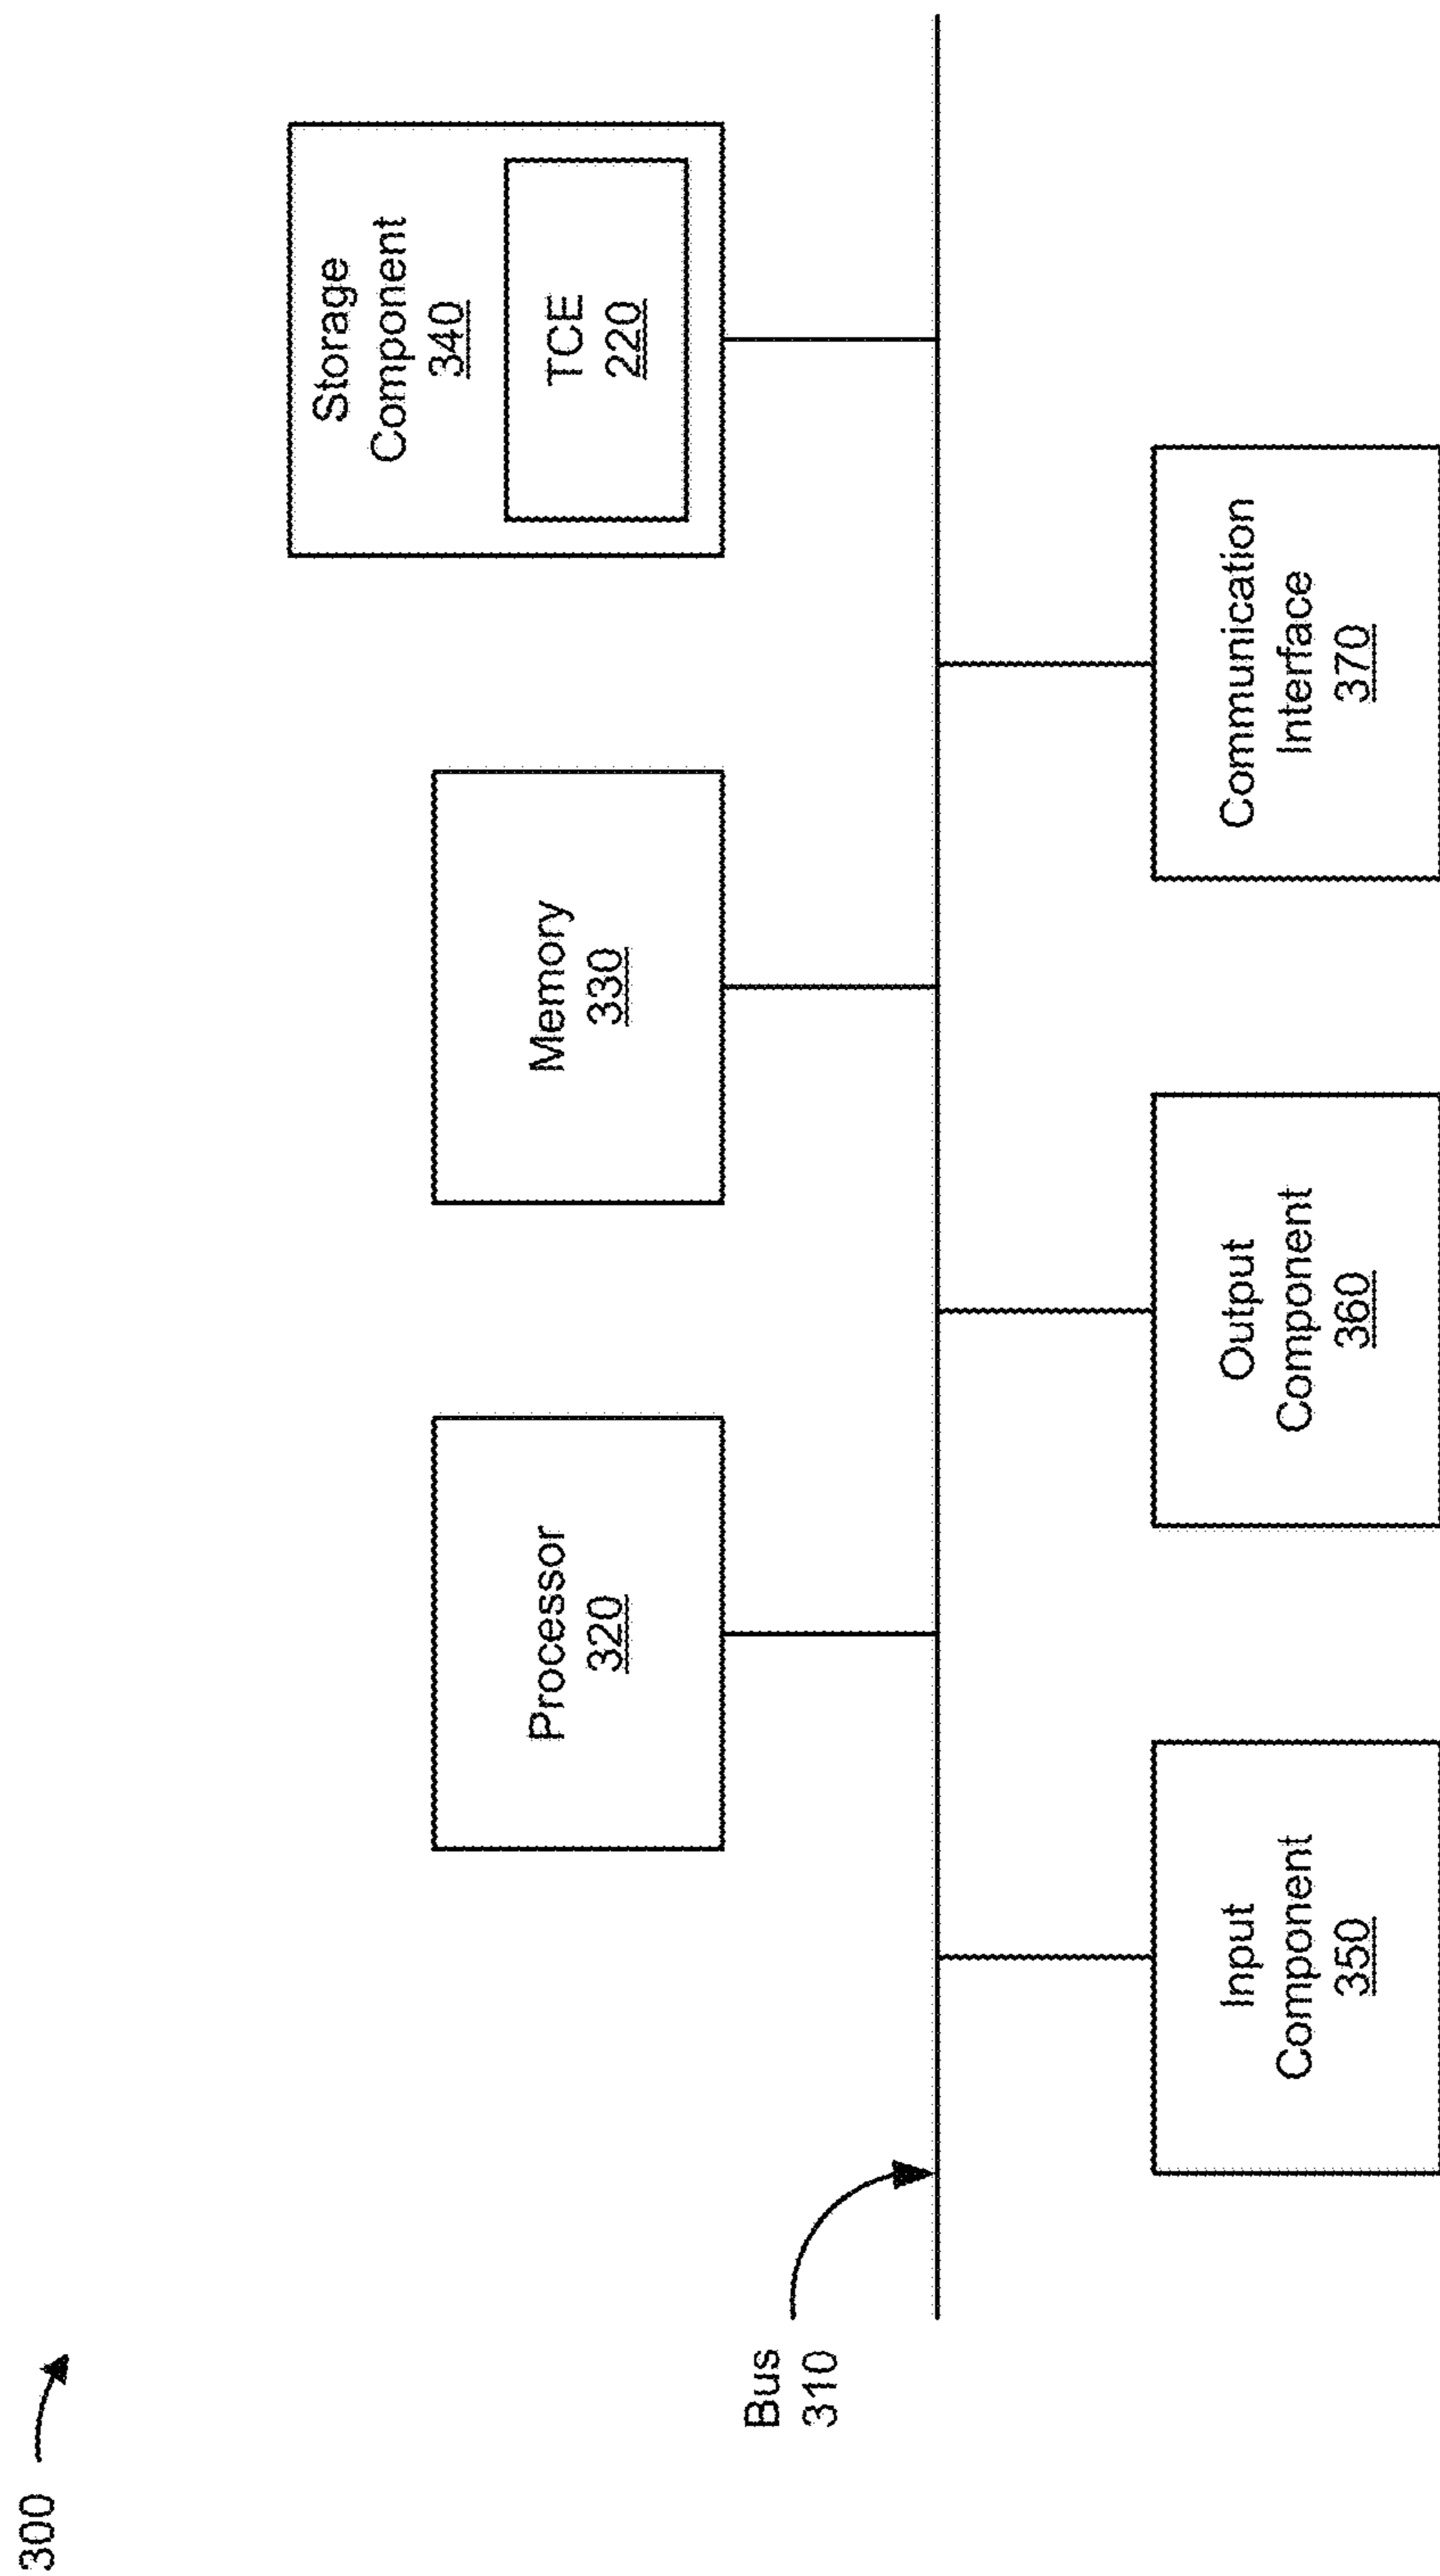 300
Bus
310
Processor
320
Memory
330
Storage
Component
340
TCE
220
Input
Component
350
Output
Component
360
Communication
Interface
370